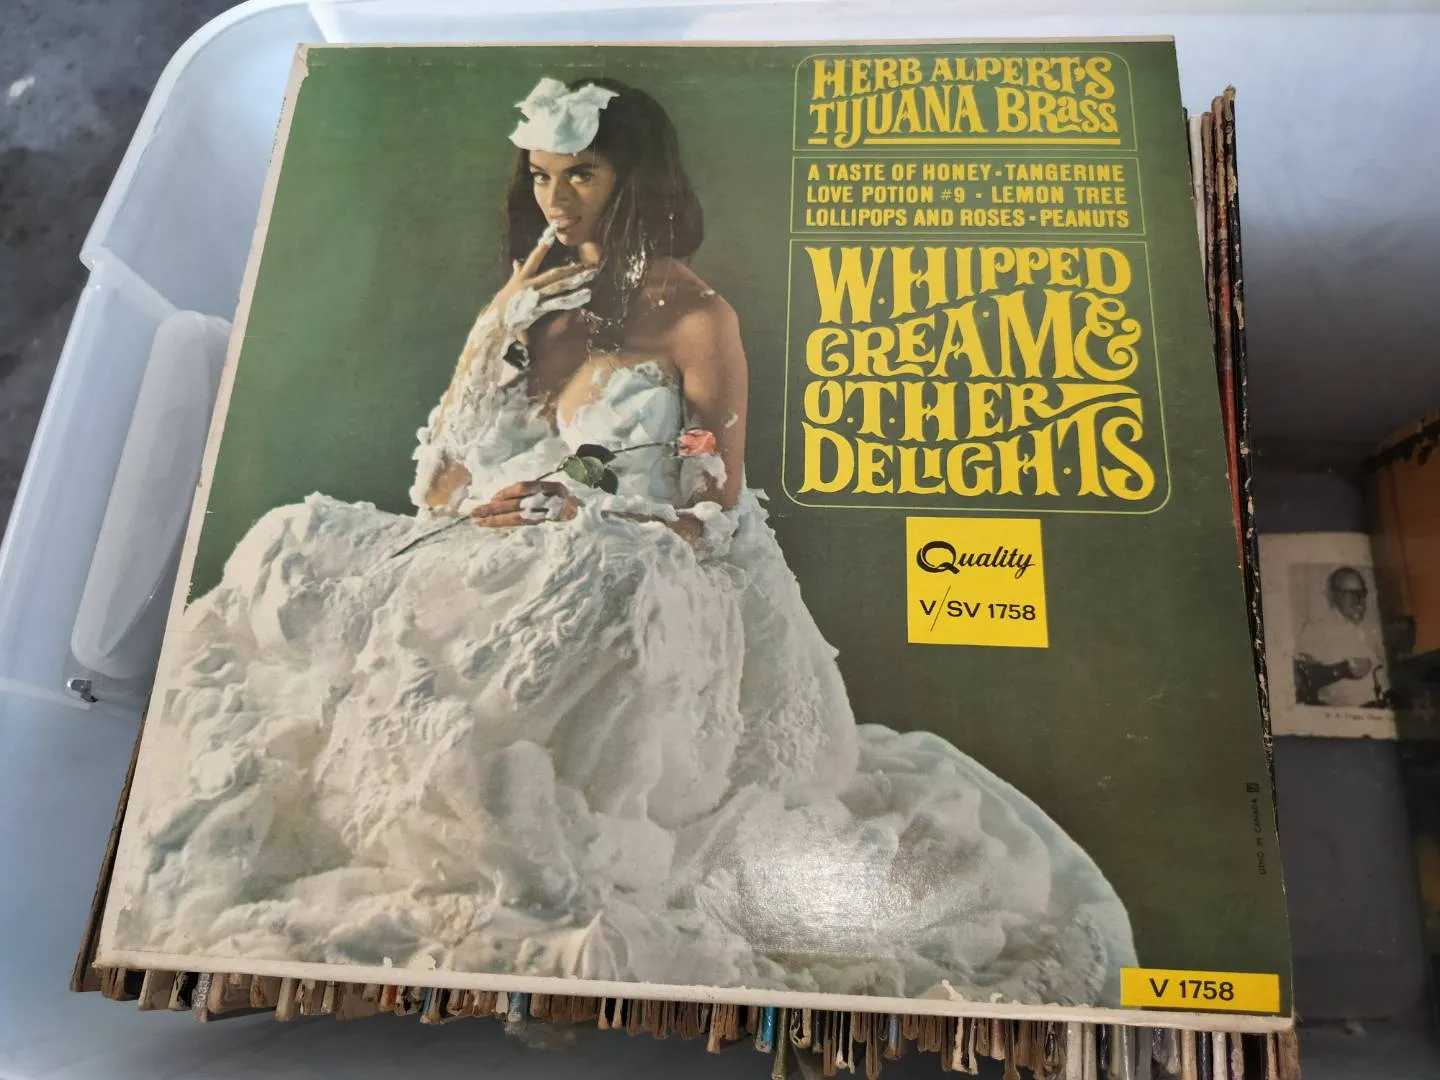 HERB ALPERT'S
TIJUANA BRass
A TASTE OF HONEY - TANGERINE
LOVE POTION #9 - LEMON TREE
LOLLIPOPS AND ROSES - PEANUTS
WHIPPED
CREAM &
OTHER
DELIGHTS
Quality
V/SV 1758
LITHO IN CANADA
V 1758